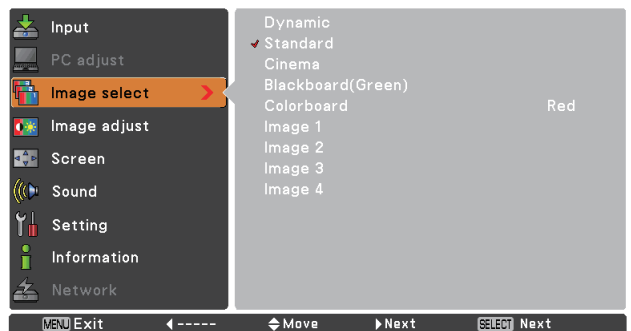 Input
PC adjust
Image select
Image adjust
Screen
Sound
Setting
Information
Network
Dynamic
Standard
Cinema
Blackboard(Green)
Colorboard Red
Image 1
Image 2
Image 3
Image 4
MENU Exit ----- Move Next SELECT Next